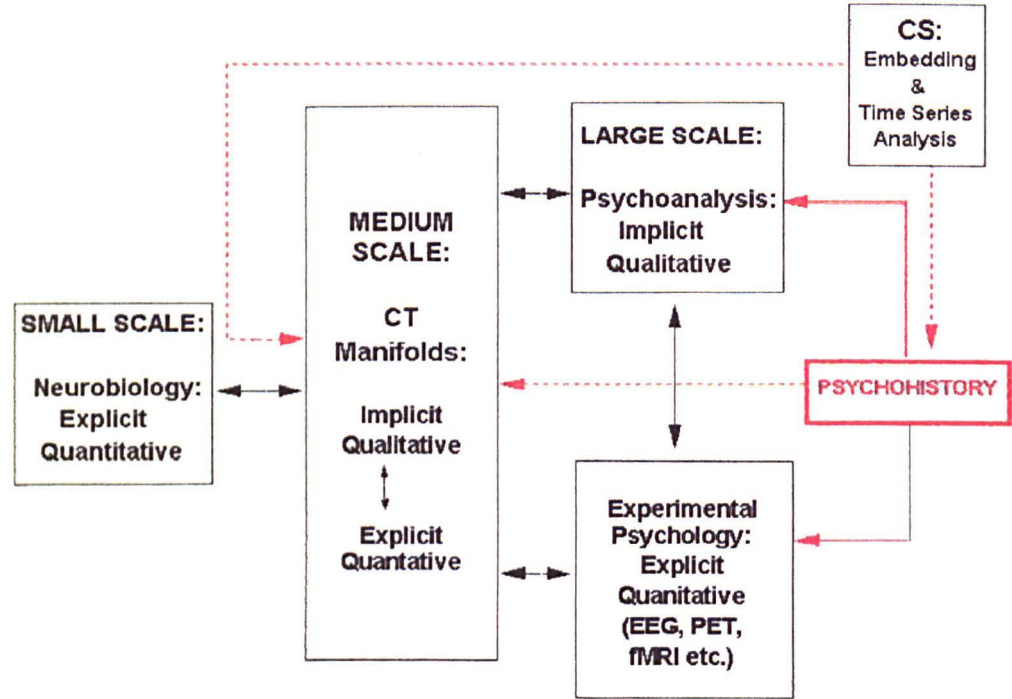 CS:
Embedding
&
Time Series
Analysis
LARGE SCALE:
Psychoanalysis:
Implicit
Qualitative
MEDIUM
SCALE:
CT
Manifolds:
Implicit
Qualitative
Explicit
Quantative
SMALL SCALE:
Neurobiology:
Explicit
Quantitative
PSYCHOHISTORY
Experimental
Psychology:
Explicit
Quanitative
(EEG, PET,
fMRI etc.)